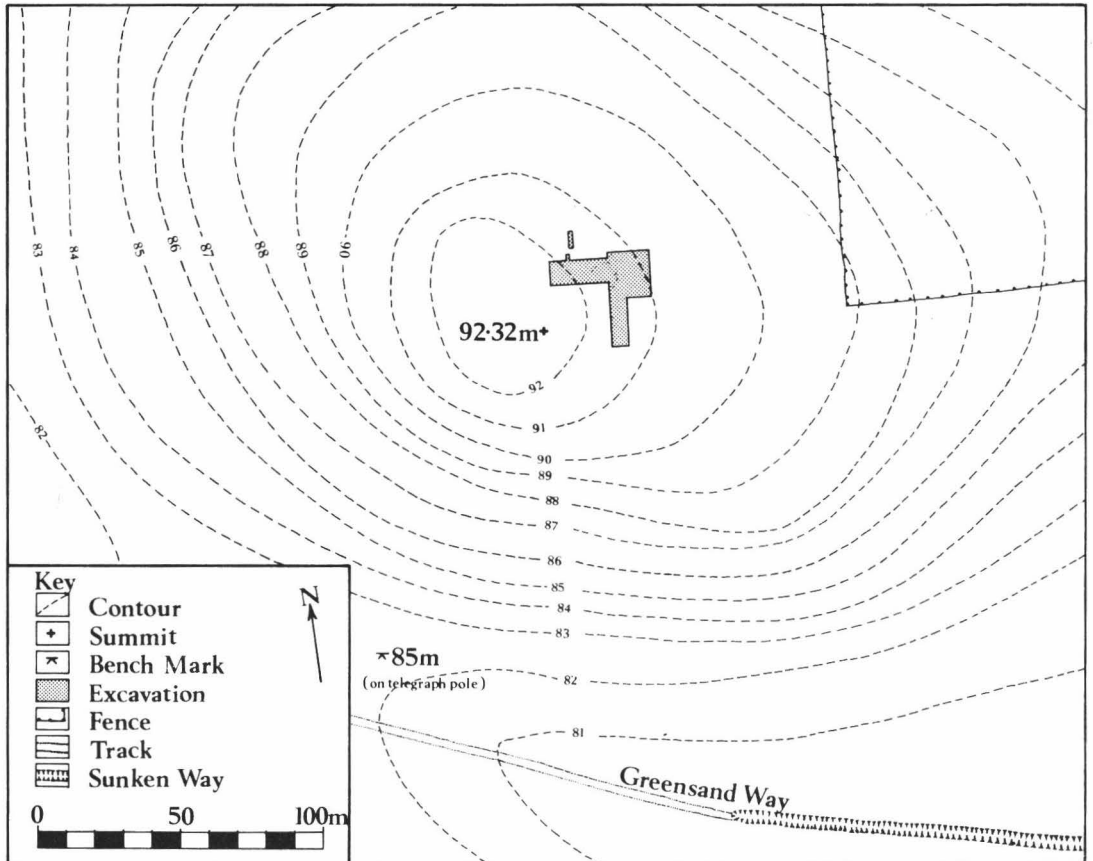 83
84
85
86
87
88
89
90
92·32m
92
91
90
89
88
87
86
85
84
83
82
82
81
85m
(on telegraph pole)
Greensand Way
Key
Contour
Summit
Bench Mark
Excavation
Fence
Track
Sunken Way
N
0 50 100m